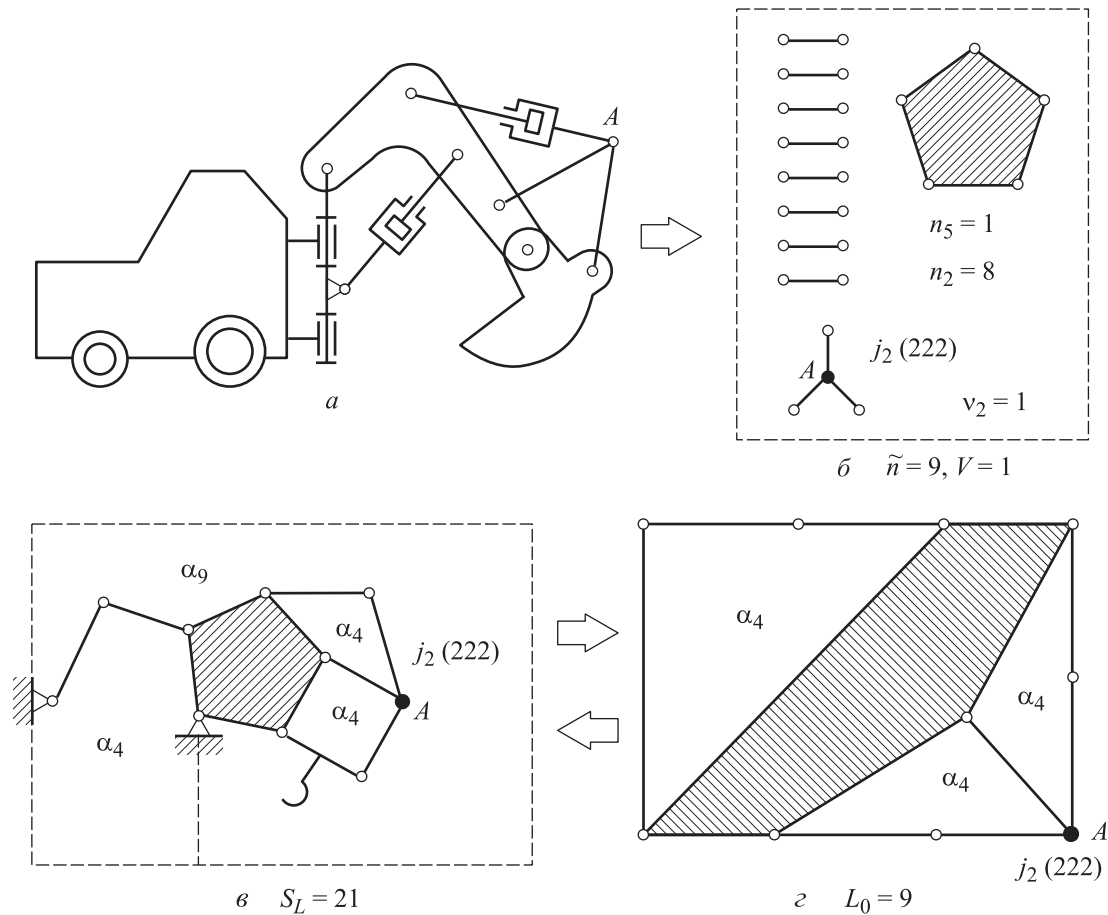 A
а
n₅ = 1
n₂ = 8
j₂ (222)
A
ν₂ = 1
б ñ = 9, V = 1
α₉
α₄
j₂ (222)
α₄
A
α₄
в S_L = 21
α₄
α₄
α₄
A
j₂ (222)
г L₀ = 9